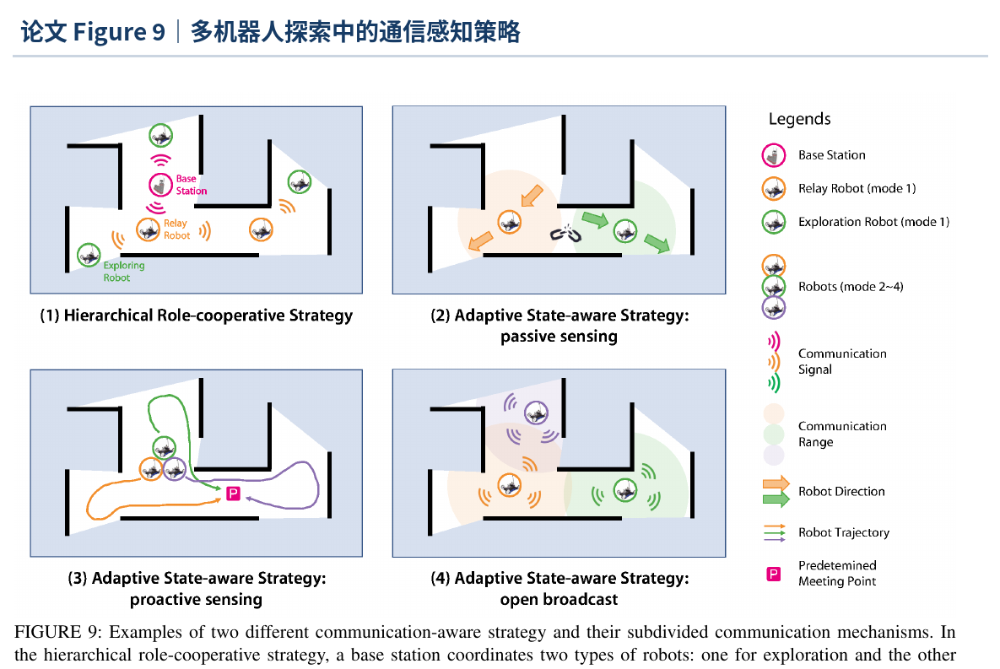 论文 Figure 9｜多机器人探索中的通信感知策略
Base
Station
Relay
Robot
Exploring
Robot
(1) Hierarchical Role-cooperative Strategy
(2) Adaptive State-aware Strategy:
passive sensing
P
(3) Adaptive State-aware Strategy:
proactive sensing
(4) Adaptive State-aware Strategy:
open broadcast
Legends
Base Station
Relay Robot (mode 1)
Exploration Robot (mode 1)
Robots (mode 2~4)
Communication
Signal
Communication
Range
Robot Direction
Robot Trajectory
P
Predetemined
Meeting Point
FIGURE 9: Examples of two different communication-aware strategy and their subdivided communication mechanisms. In
the hierarchical role-cooperative strategy, a base station coordinates two types of robots: one for exploration and the other